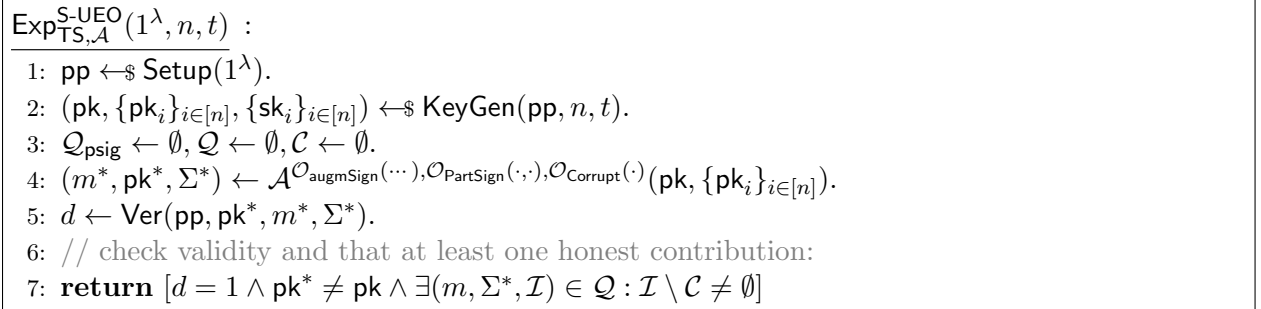 Exp^{S-UEO}_{TS,𝒜}(1^λ, n, t) :
1: pp ←$ Setup(1^λ).
2: (pk, {pk_i}_{i∈[n]}, {sk_i}_{i∈[n]}) ←$ KeyGen(pp, n, t).
3: 𝒬_psig ← ∅, 𝒬 ← ∅, 𝒞 ← ∅.
4: (m*, pk*, Σ*) ← 𝒜^{𝒪_augmSign(···), 𝒪_PartSign(·,·), 𝒪_Corrupt(·)}(pk, {pk_i}_{i∈[n]}).
5: d ← Ver(pp, pk*, m*, Σ*).
6: // check validity and that at least one honest contribution:
7: return [d = 1 ∧ pk* ≠ pk ∧ ∃(m, Σ*, ℐ) ∈ 𝒬 : ℐ \ 𝒞 ≠ ∅]